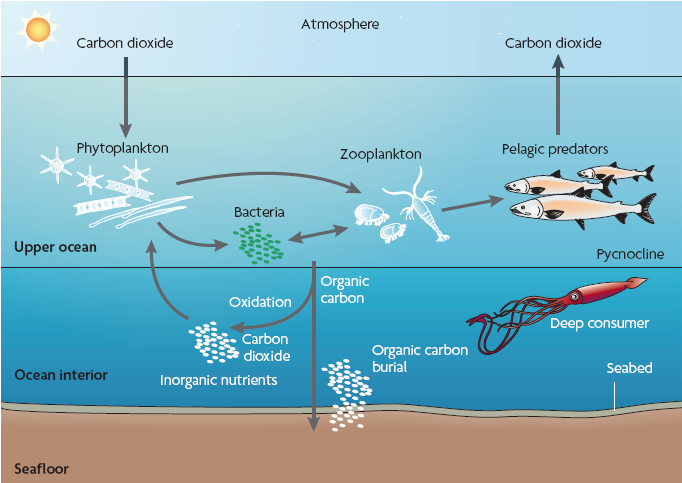 Atmosphere
Carbon dioxide
Carbon dioxide
Phytoplankton
Zooplankton
Pelagic predators
Bacteria
Upper ocean
Pycnocline
Organic
carbon
Oxidation
Deep consumer
Carbon
dioxide
Organic carbon
burial
Inorganic nutrients
Ocean interior
Seabed
Seafloor